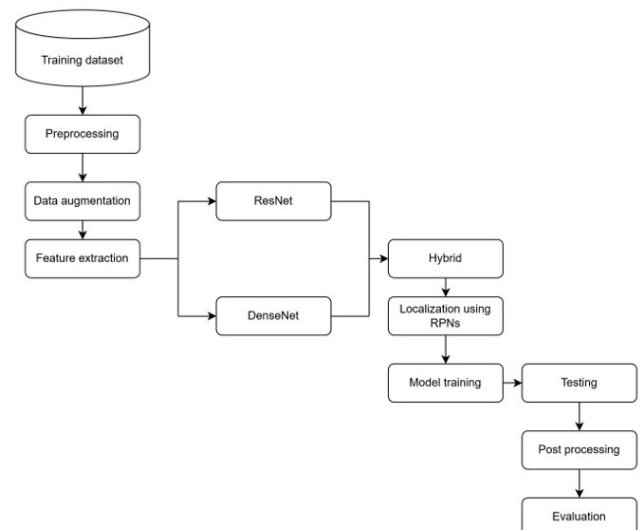 Training dataset
Preprocessing
Data augmentation
Feature extraction
ResNet
DenseNet
Hybrid
Localization using
RPNs
Model training
Testing
Post processing
Evaluation